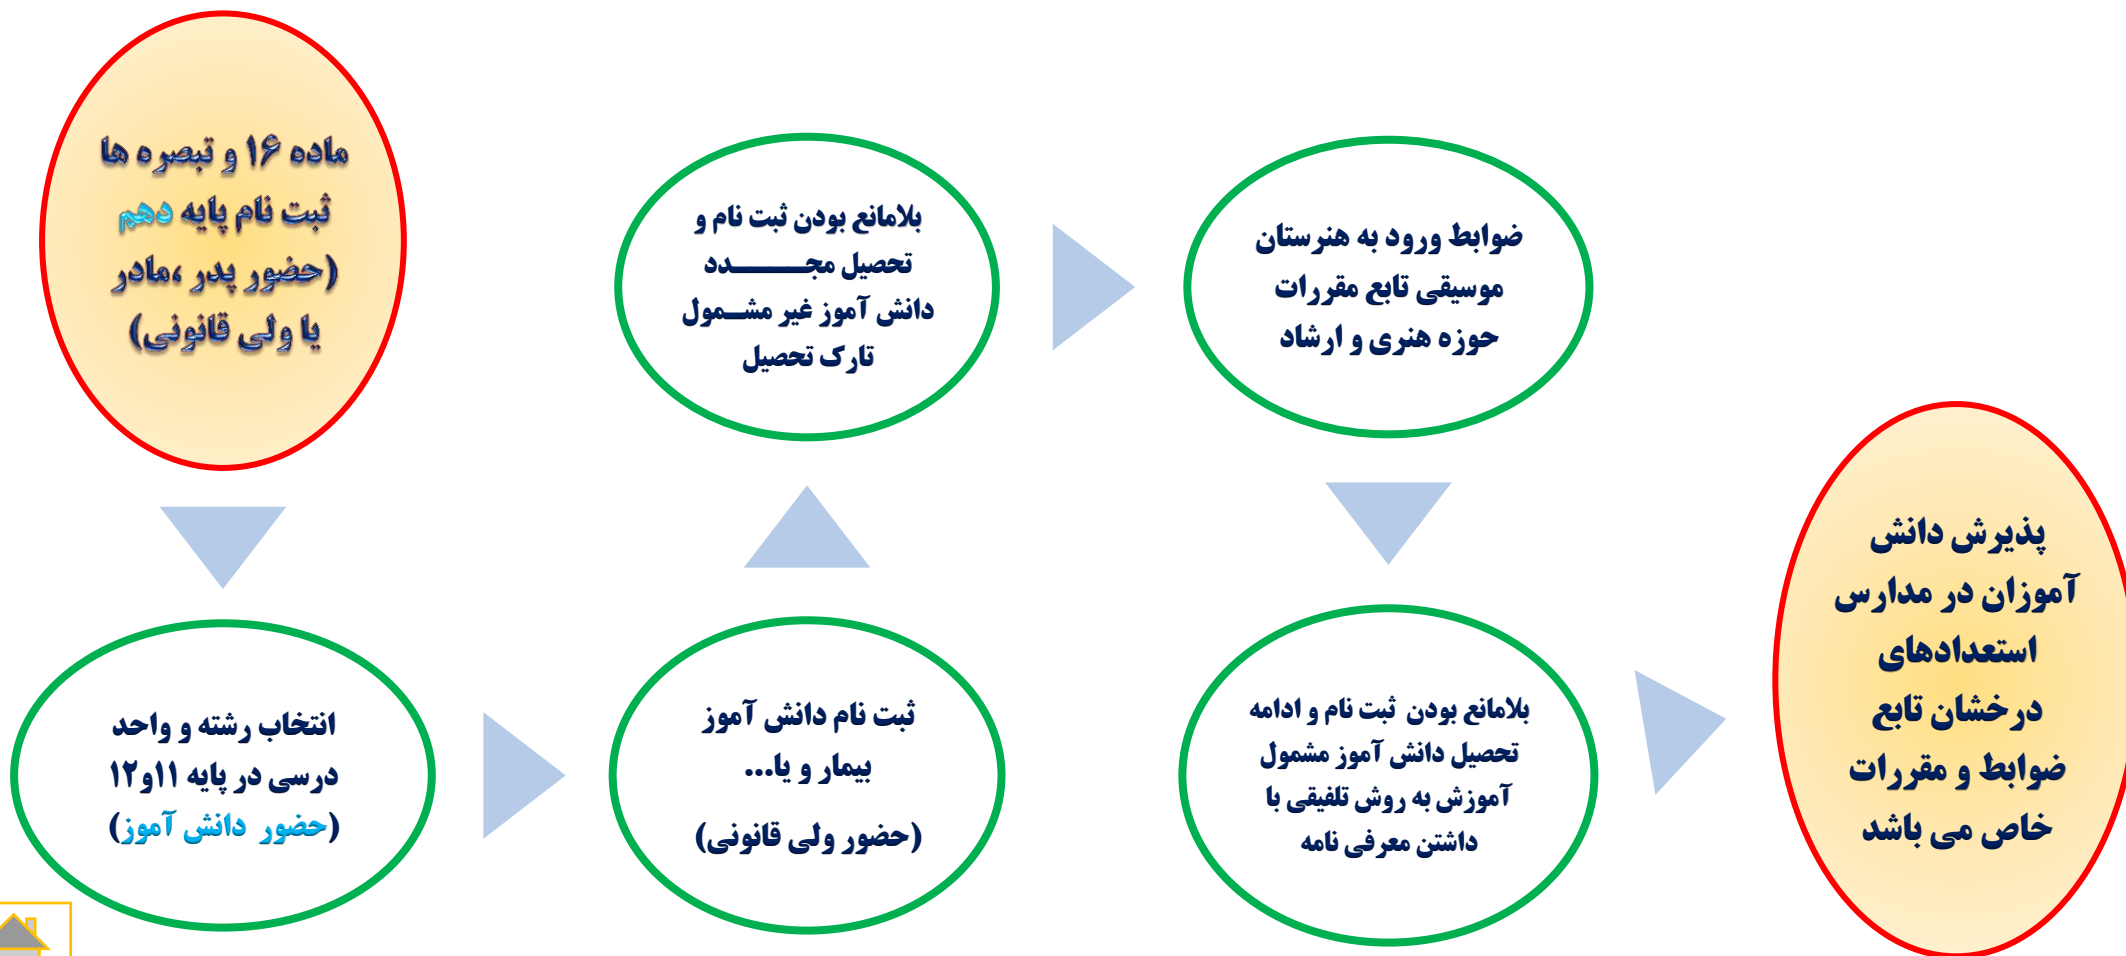 ماده ۱۶ و تبصره ها
ثبت نام پایه دهم
(حضور پدر ،مادر
یا ولی قانونی)
انتخاب رشته و واحد
درسی در پایه ۱۱و۱۲
(حضور دانش آموز)
ثبت نام دانش آموز
بیمار و یا...
(حضور ولی قانونی)
بلامانع بودن ثبت نام و
تحصیل مجـــــــــدد
دانش آموز غیر مشـــمول
تارک تحصیل
ضوابط ورود به هنرستان
موسیقی تابع مقررات
حوزه هنری و ارشاد
بلامانع بودن ثبت نام و ادامه
تحصیل دانش آموز مشمول
آموزش به روش تلفیقی با
داشتن معرفی نامه
پذیرش دانش
آموزان در مدارس
استعدادهای
درخشان تابع
ضوابط و مقررات
خاص می باشد